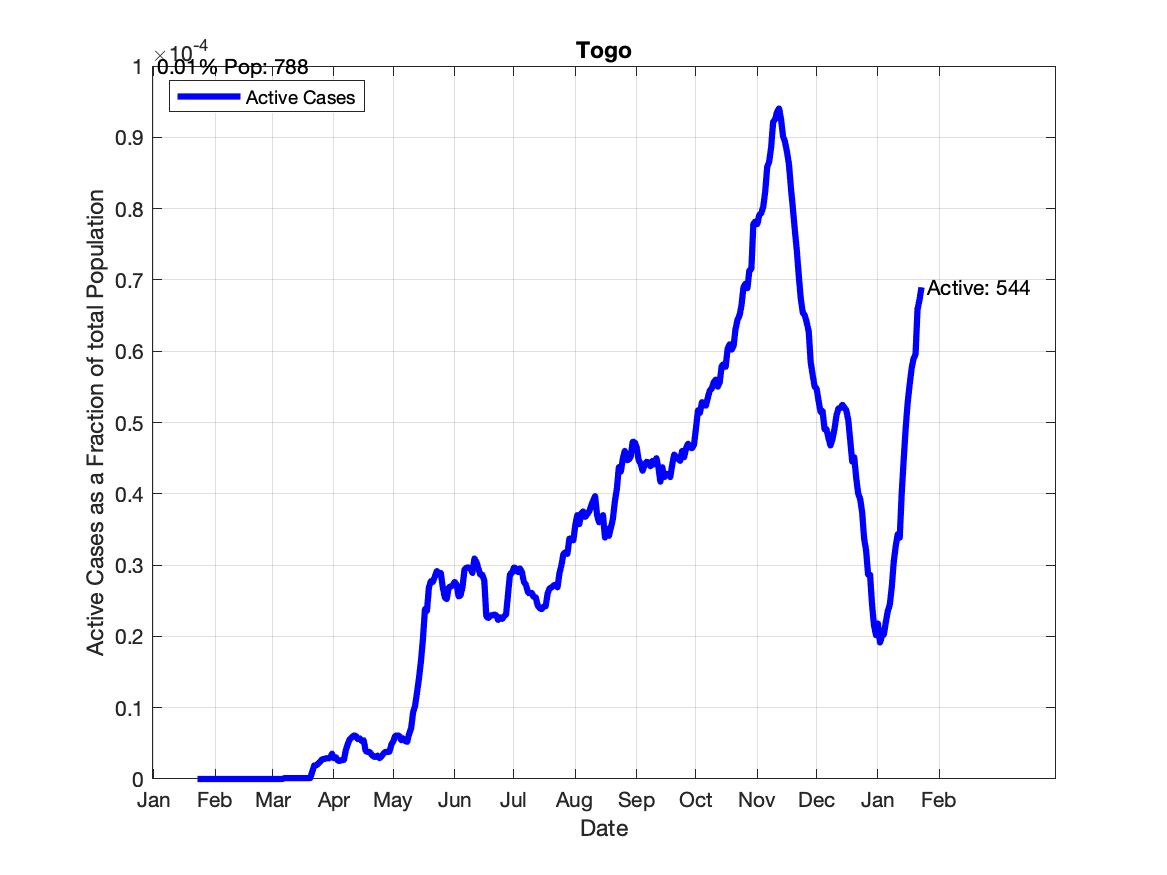 Togo
×10-4
0.01% Pop: 788
Active Cases
Active: 544
Active Cases as a Fraction of total Population
1
0.9
0.8
0.7
0.6
0.5
0.4
0.3
0.2
0.1
0
Jan Feb Mar Apr May Jun Jul Aug Sep Oct Nov Dec Jan Feb
Date